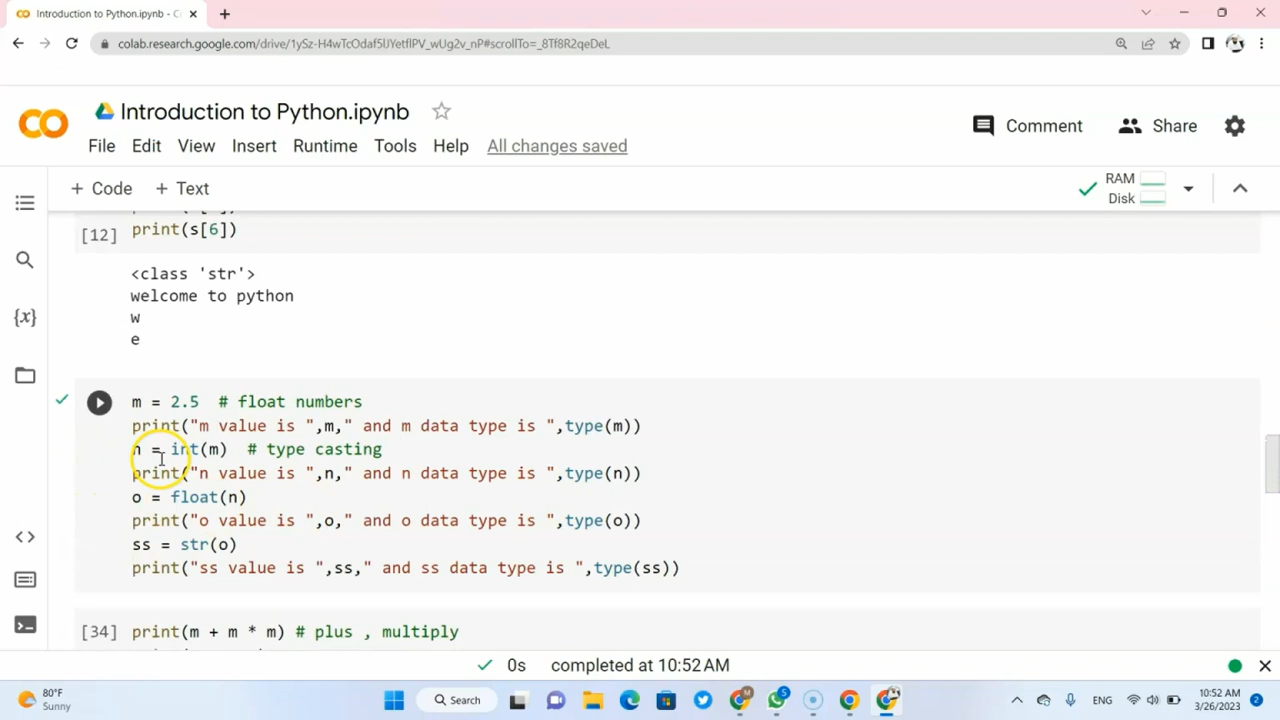 Introduction to Python.ipynb - C
colab.research.google.com/drive/1ySz-H4wTcOdaf5lJYetflPV_wUg2v_nP#scrollTo=_8Tf8R2qeDeL
Introduction to Python.ipynb
Comment
Share
File Edit View Insert Runtime Tools Help All changes saved
+ Code + Text
RAM
Disk
print(s[6])
[12]
<class 'str'>
welcome to python
w
e
m = 2.5 # float numbers
print("m value is ",m," and m data type is ",type(m))
n = int(m) # type casting
print("n value is ",n," and n data type is ",type(n))
o = float(n)
print("o value is ",o," and o data type is ",type(o))
ss = str(o)
print("ss value is ",ss," and ss data type is ",type(ss))
[34] print(m + m * m) # plus , multiply
{x}
0s completed at 10:52 AM
80°F
Sunny
Search
M
5
ENG
10:52 AM
3/26/2023
2